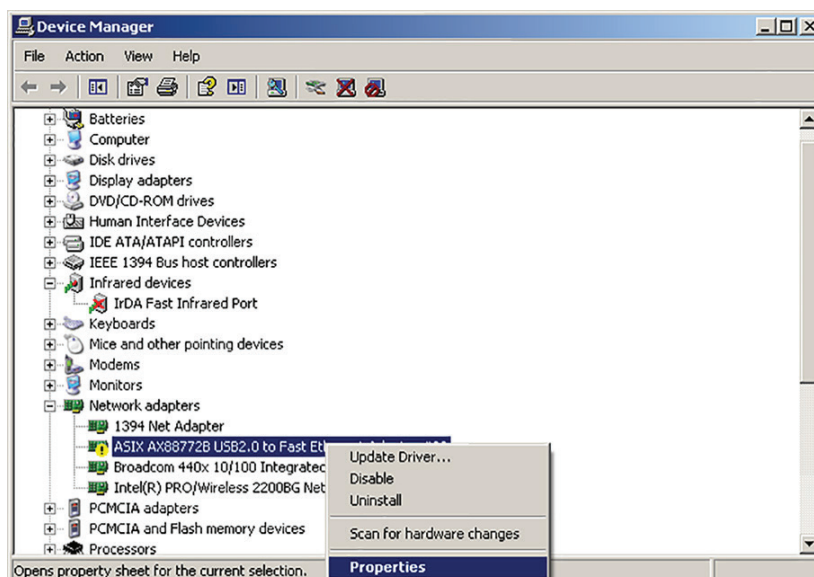 Device Manager
File Action View Help
Batteries
Computer
Disk drives
Display adapters
DVD/CD-ROM drives
Human Interface Devices
IDE ATA/ATAPI controllers
IEEE 1394 Bus host controllers
Infrared devices
IrDA Fast Infrared Port
Keyboards
Mice and other pointing devices
Modems
Monitors
Network adapters
1394 Net Adapter
ASIX AX88772B USB2.0 to Fast
Broadcom 440x 10/100
Intel(R) PRO/Wireless 2200BG
PCMCIA adapters
PCMCIA and Flash memory devices
Processors
Update Driver...
Disable
Uninstall
Scan for hardware changes
Properties
Opens property sheet for the current selection.